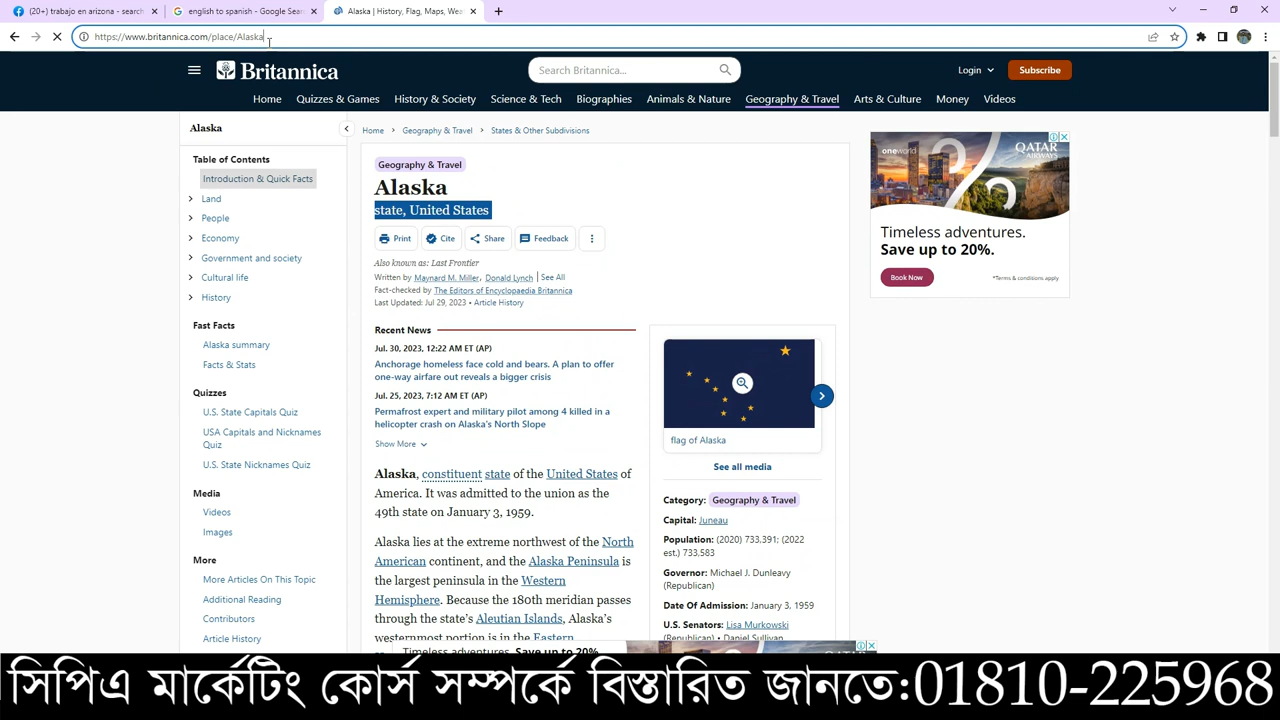 (20+) trabajo en arizona - search
english to spanish - Google Sear
Alaska | History, Flag, Maps, Wea
https://www.britannica.com/place/Alaska
Britannica
Search Britannica...
Login
Subscribe
Home
Quizzes & Games
History & Society
Science & Tech
Biographies
Animals & Nature
Geography & Travel
Arts & Culture
Money
Videos
Alaska
Table of Contents
Introduction & Quick Facts
Land
People
Economy
Government and society
Cultural life
History
Fast Facts
Alaska summary
Facts & Stats
Quizzes
U.S. State Capitals Quiz
USA Capitals and Nicknames
Quiz
U.S. State Nicknames Quiz
Media
Videos
Images
More
More Articles On This Topic
Additional Reading
Contributors
Article History
Home > Geography & Travel > States & Other Subdivisions
Geography & Travel
Alaska
state, United States
Print
Cite
Share
Feedback
Also known as: Last Frontier
Written by Maynard M. Miller, Donald Lynch | See All
Fact-checked by The Editors of Encyclopaedia Britannica
Last Updated: Jul 29, 2023 • Article History
Recent News
Jul. 30, 2023, 12:22 AM ET (AP)
Anchorage homeless face cold and bears. A plan to offer
one-way airfare out reveals a bigger crisis
Jul. 25, 2023, 7:12 AM ET (AP)
Permafrost expert and military pilot among 4 killed in a
helicopter crash on Alaska's North Slope
Show More
Alaska, constituent state of the United States of
America. It was admitted to the union as the
49th state on January 3, 1959.
Alaska lies at the extreme northwest of the North
American continent, and the Alaska Peninsula is
the largest peninsula in the Western
Hemisphere. Because the 180th meridian passes
through the state's Aleutian Islands, Alaska's
westernmost portion is in the Eastern
flag of Alaska
See all media
Category: Geography & Travel
Capital: Juneau
Population: (2020) 733,391; (2022
est.) 733,583
Governor: Michael J. Dunleavy
(Republican)
Date Of Admission: January 3, 1959
U.S. Senators: Lisa Murkowski
(Republican) • Daniel Sullivan
oneworld
QATAR
AIRWAYS
Timeless adventures.
Save up to 20%.
Book Now
*Terms & conditions apply
Timeless adventures. Save up to 20%
সিপিএ মার্কেটিং কোর্স সম্পর্কে বিস্তারিত জানতে:01810-225968